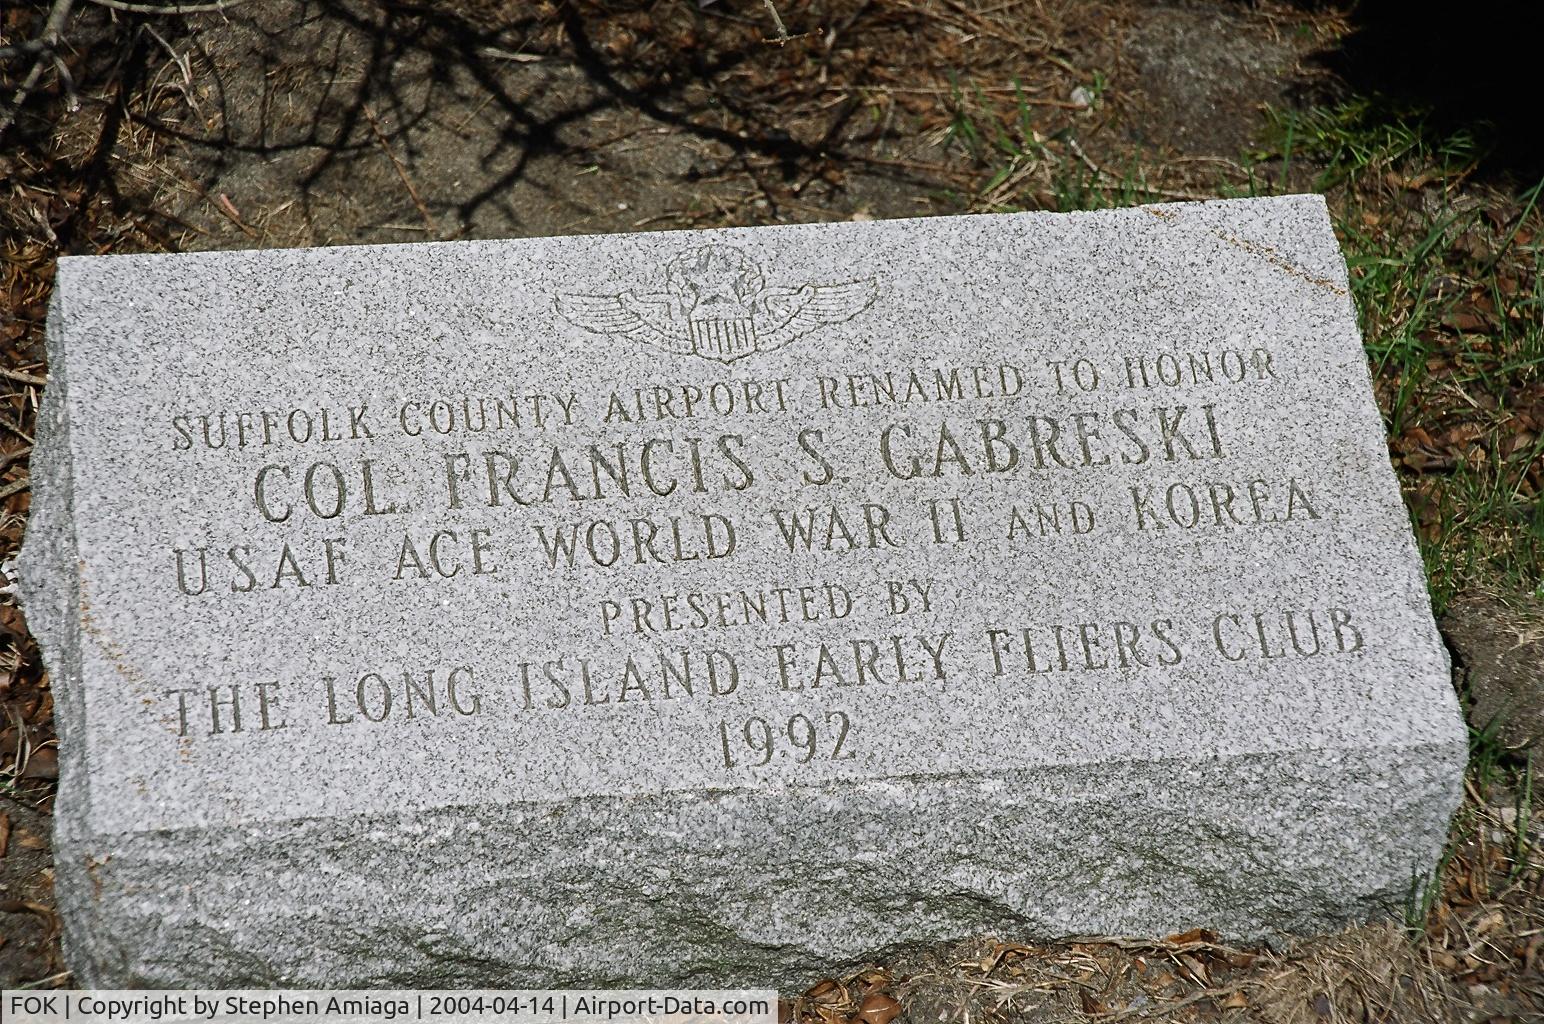 SUFFOLK COUNTY AIRPORT RENAMED TO HONOR
COL. FRANCIS S. GABRESKI
USAF ACE WORLD WAR II AND KOREA
PRESENTED BY
THE LONG ISLAND EARLY FLIERS CLUB
1992
FOK | Copyright by Stephen Amiaga | 2004-04-14 | Airport-Data.com